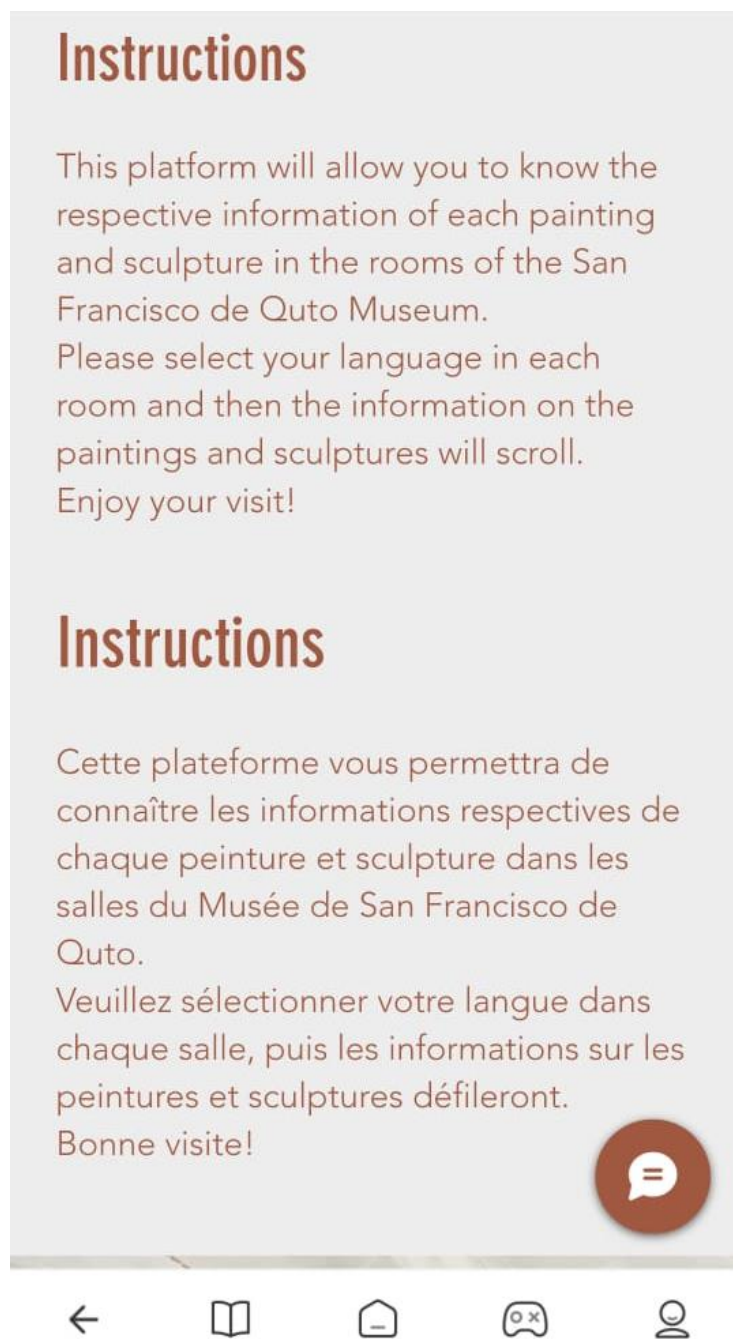 Instructions
This platform will allow you to know the
respective information of each painting
and sculpture in the rooms of the San
Francisco de Quto Museum.
Please select your language in each
room and then the information on the
paintings and sculptures will scroll.
Enjoy your visit!
Instructions
Cette plateforme vous permettra de
connaître les informations respectives de
chaque peinture et sculpture dans les
salles du Musée de San Francisco de
Quto.
Veuillez sélectionner votre langue dans
chaque salle, puis les informations sur les
peintures et sculptures défileront.
Bonne visite!